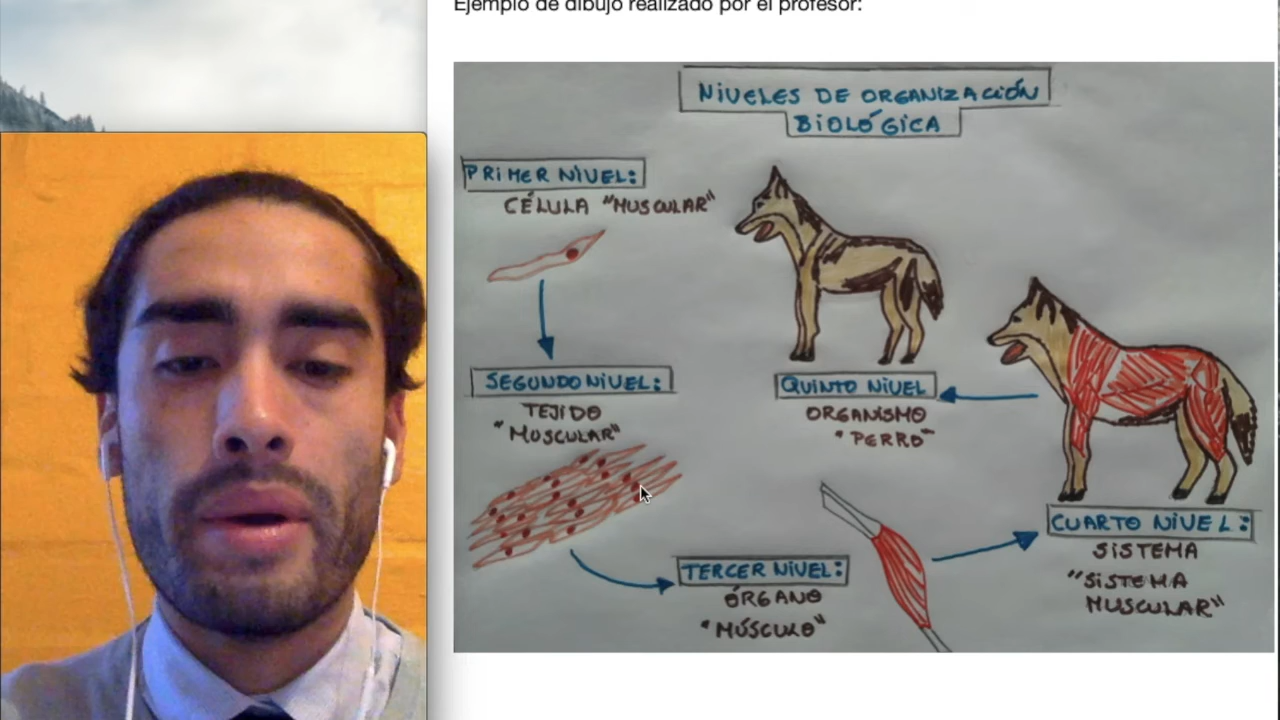 Ejemplo de dibujo realizado por el profesor:
NIVELES DE ORGANIZACIÓN
BIOLÓGICA
PRIMER NIVEL:
CÉLULA "MUSCULAR"
SEGUNDO NIVEL:
TEJIDO
"MUSCULAR"
TERCER NIVEL:
ÓRGANO
"MÚSCULO"
CUARTO NIVEL:
SISTEMA
"SISTEMA
MUSCULAR"
QUINTO NIVEL
ORGANISMO
"PERRO"